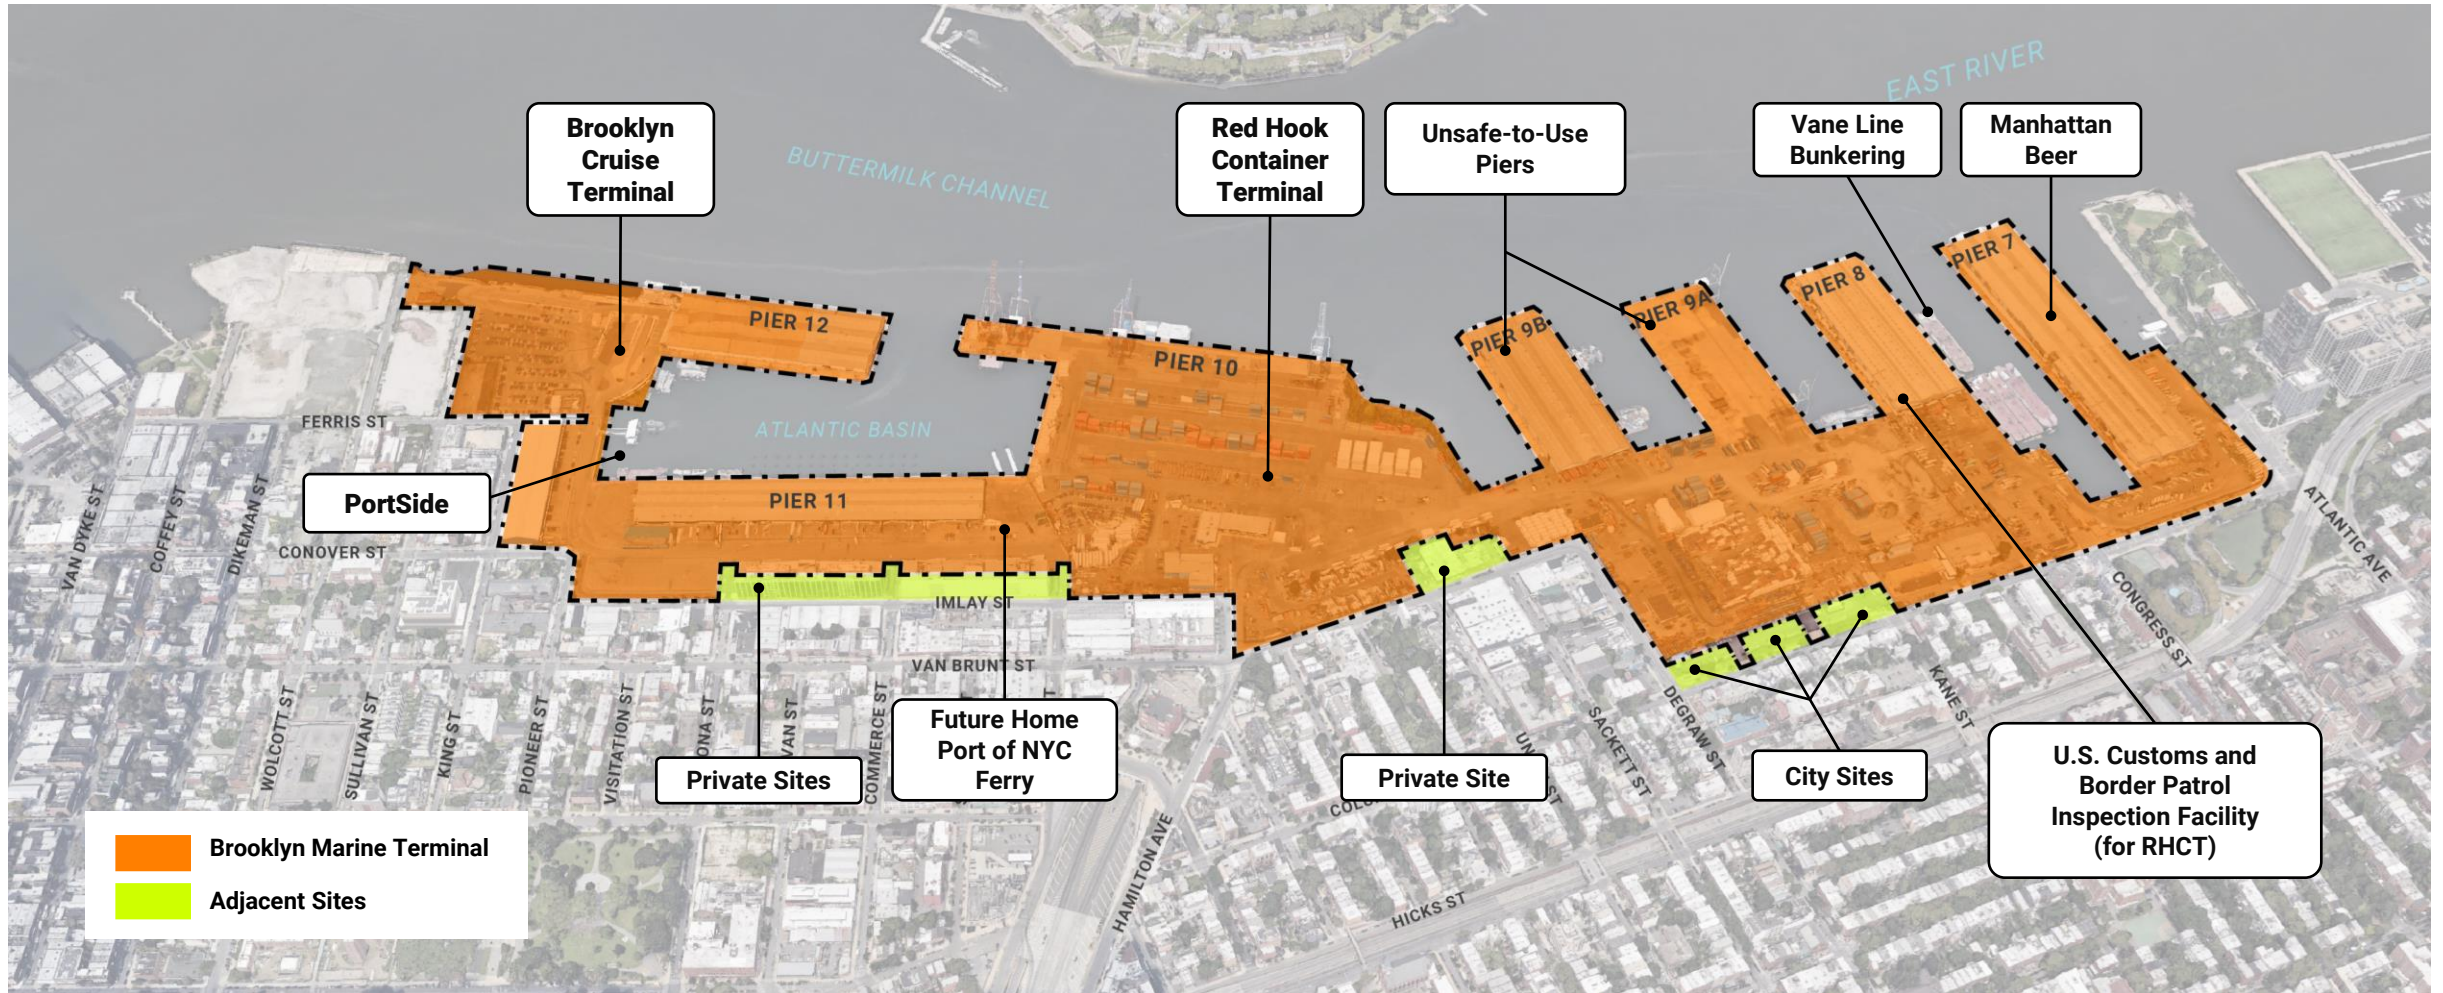 EAST RIVER
Brooklyn
Cruise
Terminal
Red Hook
Container
Terminal
Unsafe-to-Use
Piers
Vane Line
Bunkering
Manhattan
Beer
BUTTERMILK CHANNEL
PIER 12
PIER 10
PIER 9B
PIER 9A
PIER 8
PIER 7
FERRIS ST
ATLANTIC BASIN
PortSide
PIER 11
CONOVER ST
VAN DYKE ST
COFFEY ST
DIKEMAN ST
IMLAY ST
ATLANTIC AVE
CONGRESS ST
VAN BRUNT ST
WOLCOTT ST
SULLIVAN ST
KING ST
PIONEER ST
VISITATION ST
ONA ST
VAN ST
COMMERCE ST
Private Sites
Future Home
Port of NYC
Ferry
Private Site
SACKETT ST
DEGRAW ST
KANE ST
City Sites
U.S. Customs and
Border Patrol
Inspection Facility
(for RHCT)
HAMILTON AVE
HICKS ST
Brooklyn Marine Terminal
Adjacent Sites